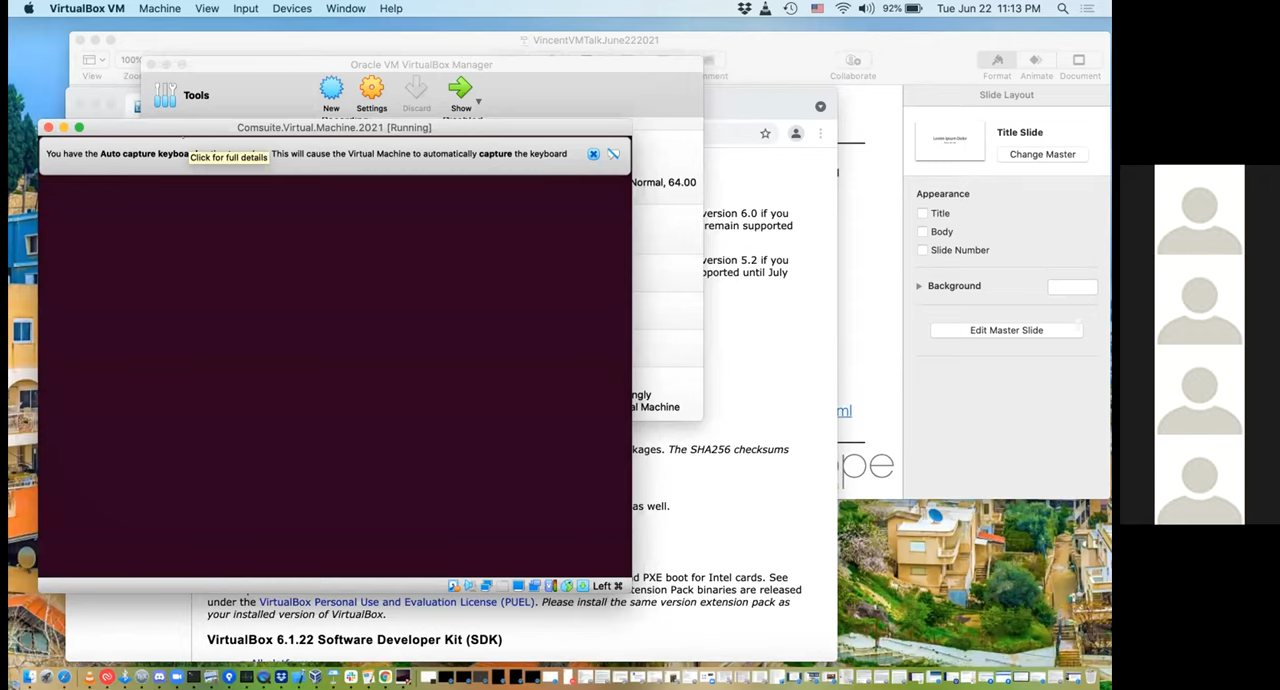 VirtualBox VM Machine View Input Devices Window Help 92% Tue Jun 22 11:13 PM
VincentVMTalkJune222021
100%
View
Collaborate
Format Animate Document
Oracle VM VirtualBox Manager
Tools
New Settings Discard Show
Slide Layout
Comsuite.Virtual.Machine.2021 [Running]
You have the Auto capture
Click for full details
This will cause the Virtual Machine to automatically capture the keyboard
Normal, 64.00
version 6.0 if you
remain supported
version 5.2 if you
July
Title Slide
Change Master
Appearance
Title
Body
Slide Number
Background
Edit Master Slide
al Machine
ml
kages. The SHA256 checksums
as well.
PXE boot for Intel cards. See
Pack binaries are released
Left ⌘
under the VirtualBox Personal Use and Evaluation License (PUEL). Please install the same version extension pack as
your installed version of VirtualBox.
VirtualBox 6.1.22 Software Developer Kit (SDK)